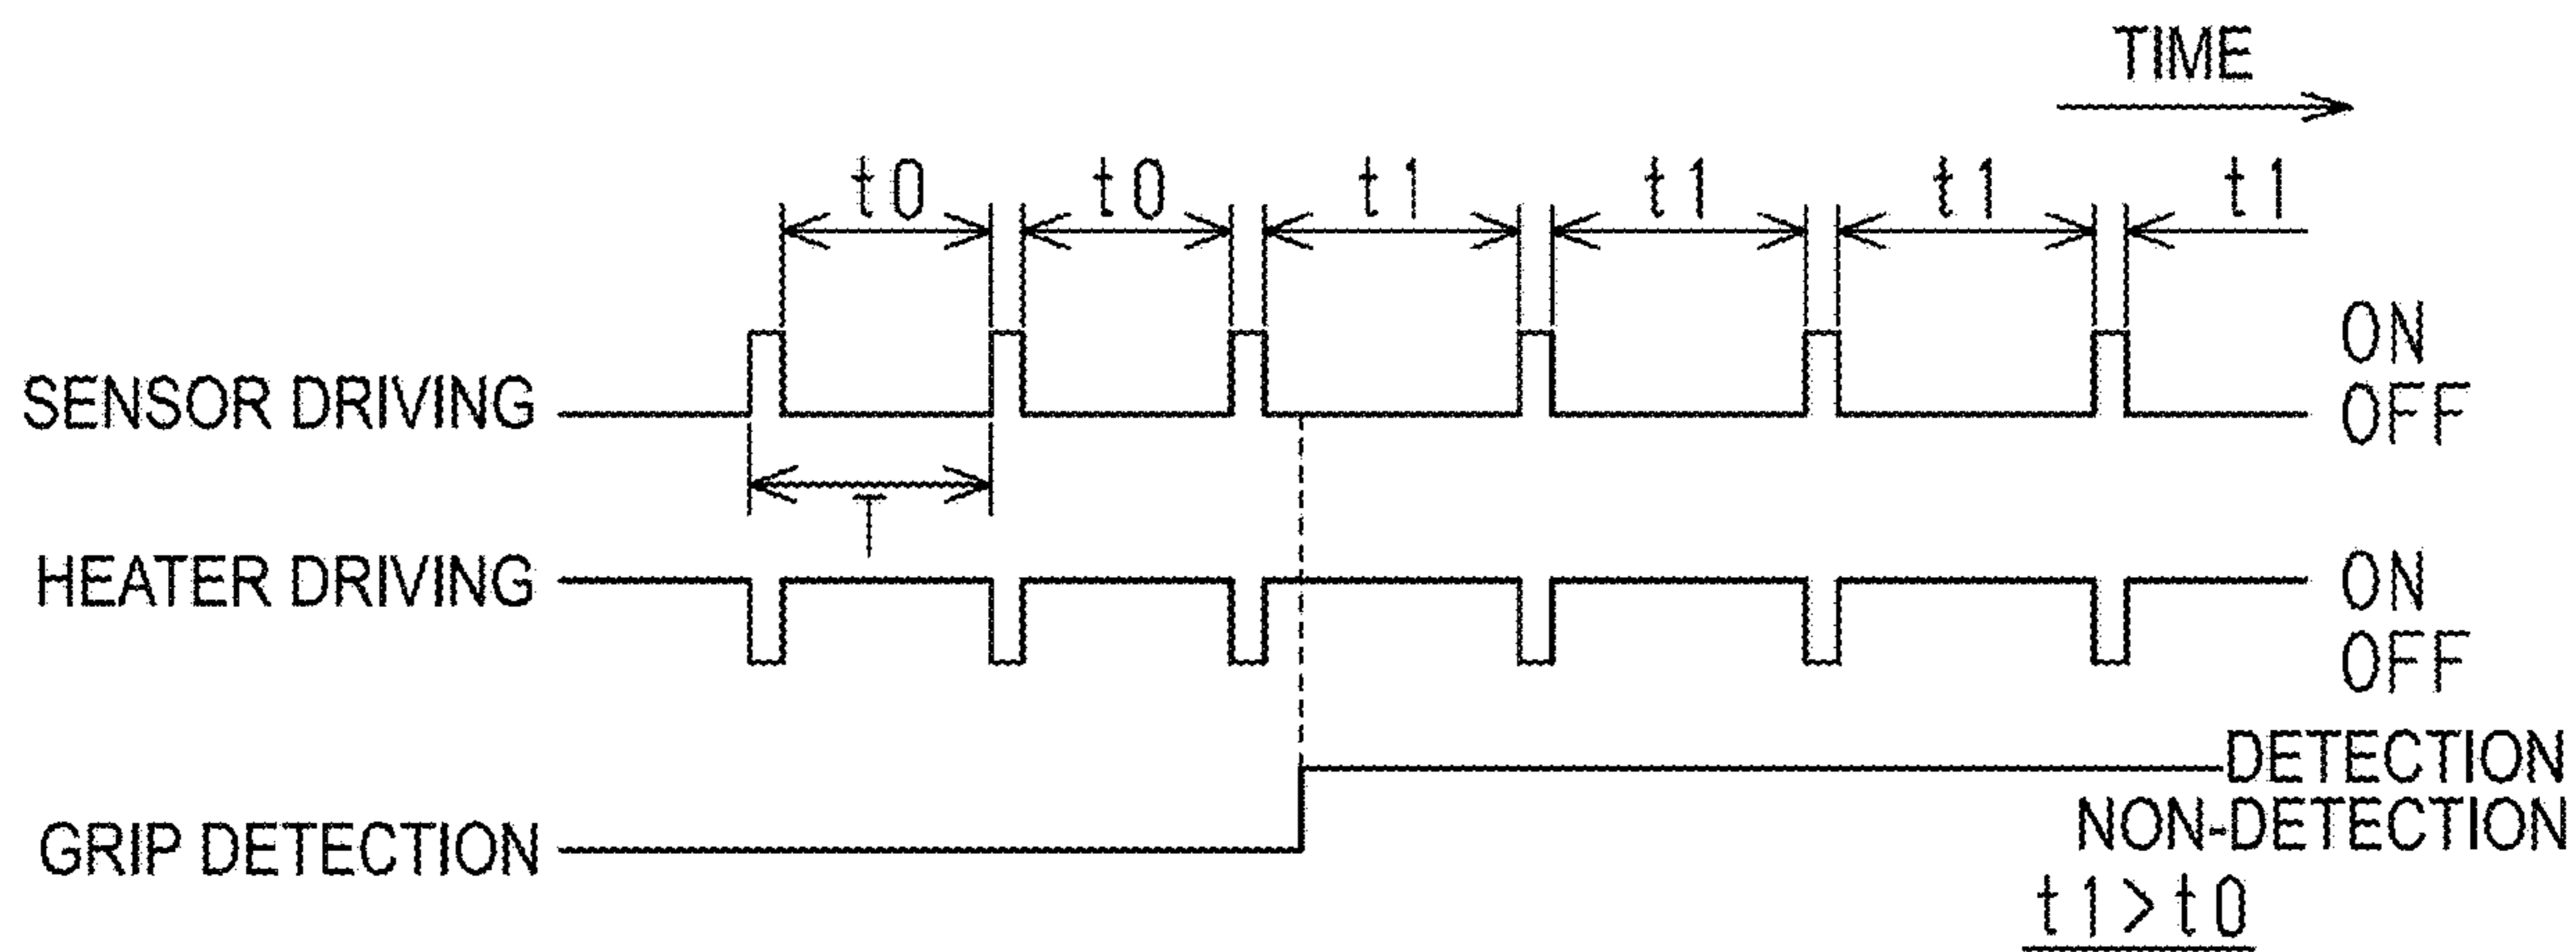 TIME
t0 t0 t1 t1 t1 t1
ON
SENSOR DRIVING OFF
T
HEATER DRIVING ON
OFF
DETECTION
NON-DETECTION
GRIP DETECTION
t1>t0